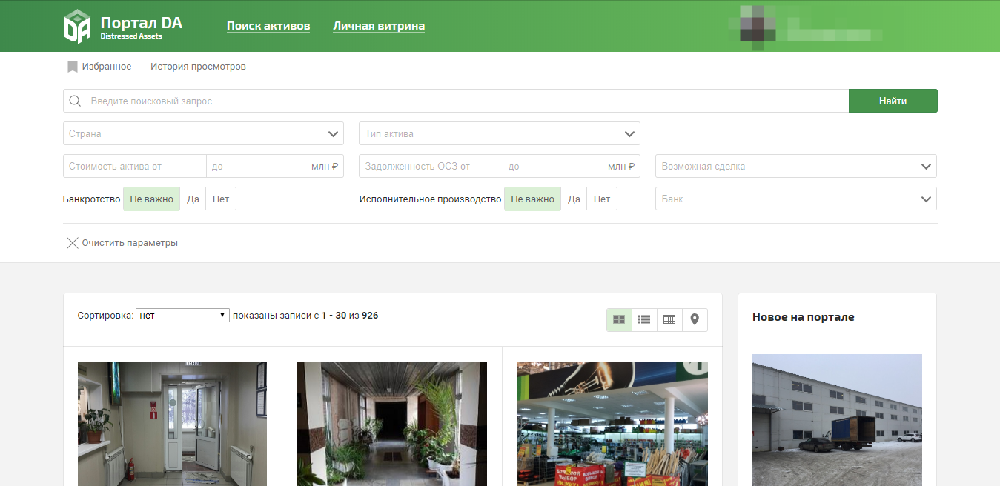 Портал DA
Distressed Assets
Поиск активов Личная витрина
Избранное История просмотров
Введите поисковый запрос Найти
Страна Тип актива
Стоимость актива от до млн ₽ Задолженность ОСЗ от до млн ₽ Возможная сделка
Банкротство Не важно Да Нет Исполнительное производство Не важно Да Нет Банк
Очистить параметры
Сортировка: нет показаны записи с 1 - 30 из 926
Новое на портале